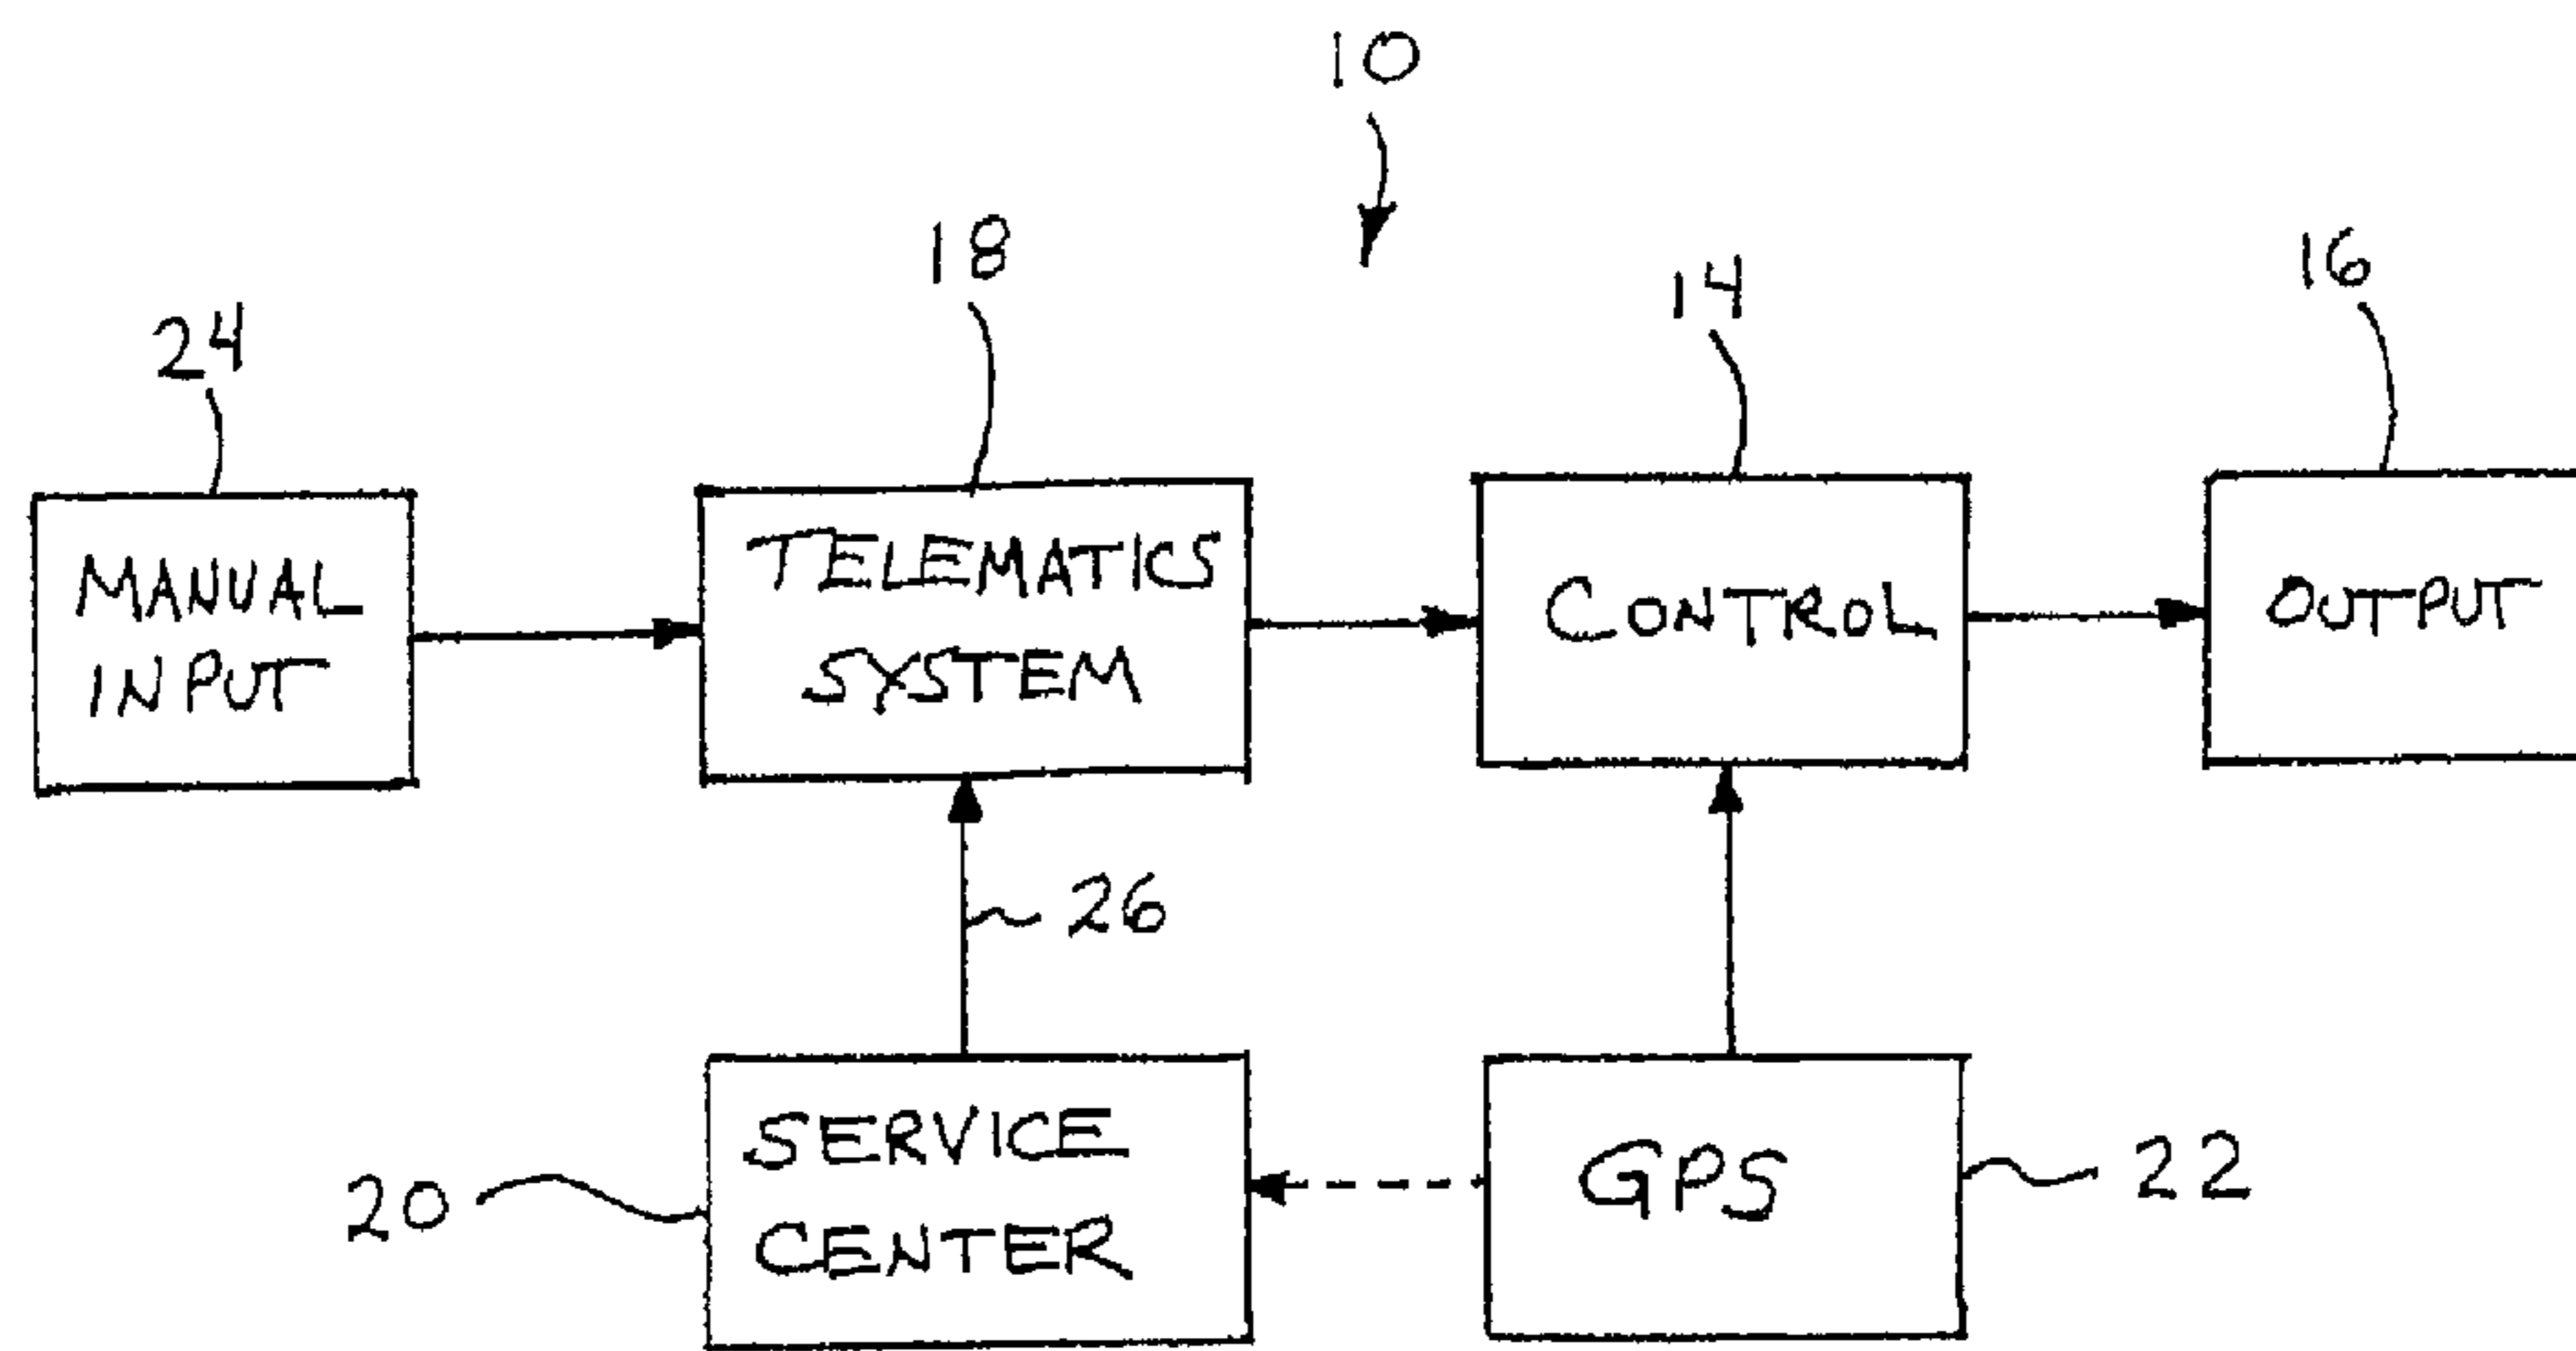 10
18
14
16
24
MANUAL
INPUT
TELEMATICS
SYSTEM
CONTROL
OUTPUT
26
SERVICE
CENTER
20
GPS
22